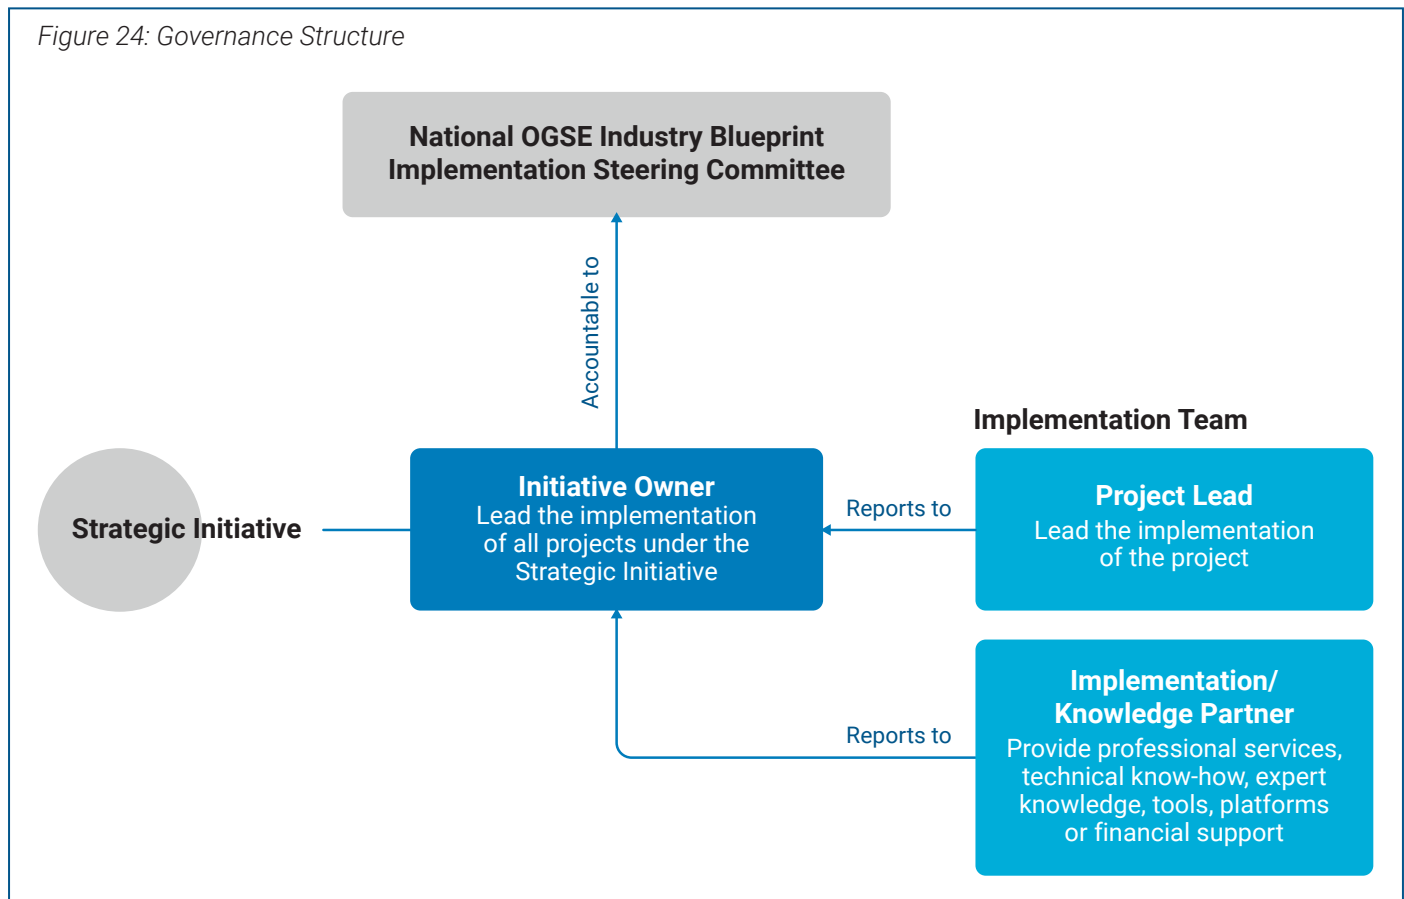 Figure 24: Governance Structure
National OGSE Industry Blueprint
Implementation Steering Committee
Accountable to
Implementation Team
Strategic Initiative
Initiative Owner
Lead the implementation
of all projects under the
Strategic Initiative
Reports to
Project Lead
Lead the implementation
of the project
Reports to
Implementation/
Knowledge Partner
Provide professional services,
technical know-how, expert
knowledge, tools, platforms
or financial support